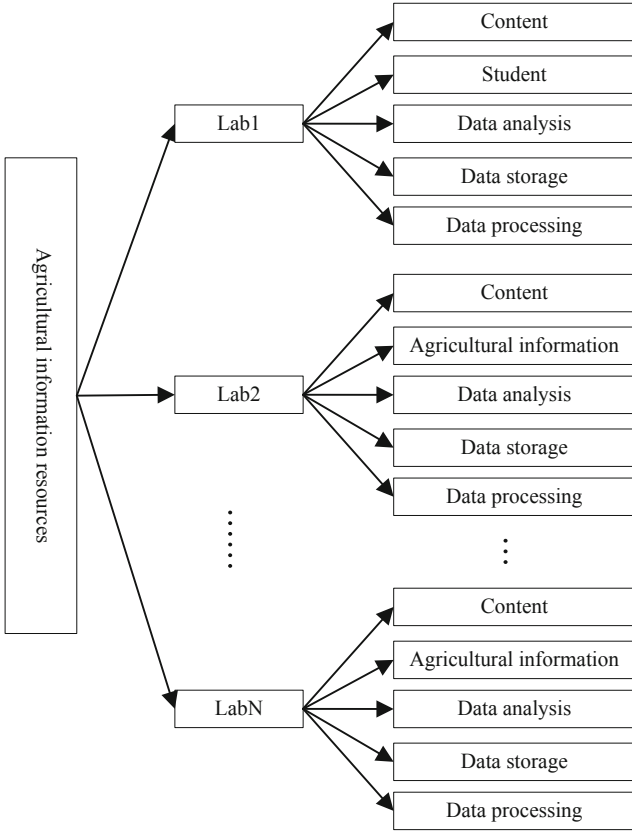 Agricultural information resources
Lab1
Content
Student
Data analysis
Data storage
Data processing
Lab2
Content
Agricultural information
Data analysis
Data storage
Data processing
......
...
LabN
Content
Agricultural information
Data analysis
Data storage
Data processing